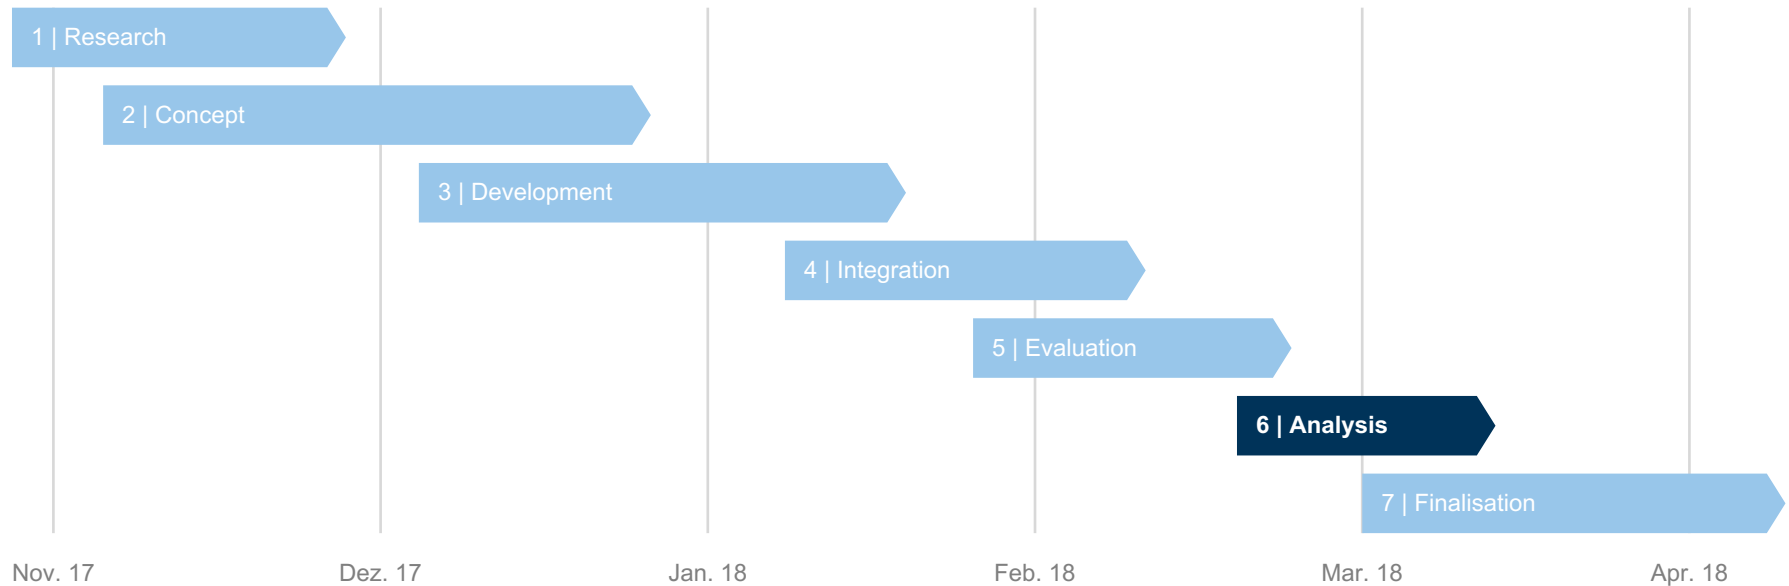 1 | Research
2 | Concept
3 | Development
4 | Integration
5 | Evaluation
6 | Analysis
7 | Finalisation
Nov. 17 Dez. 17 Jan. 18 Feb. 18 Mar. 18 Apr. 18